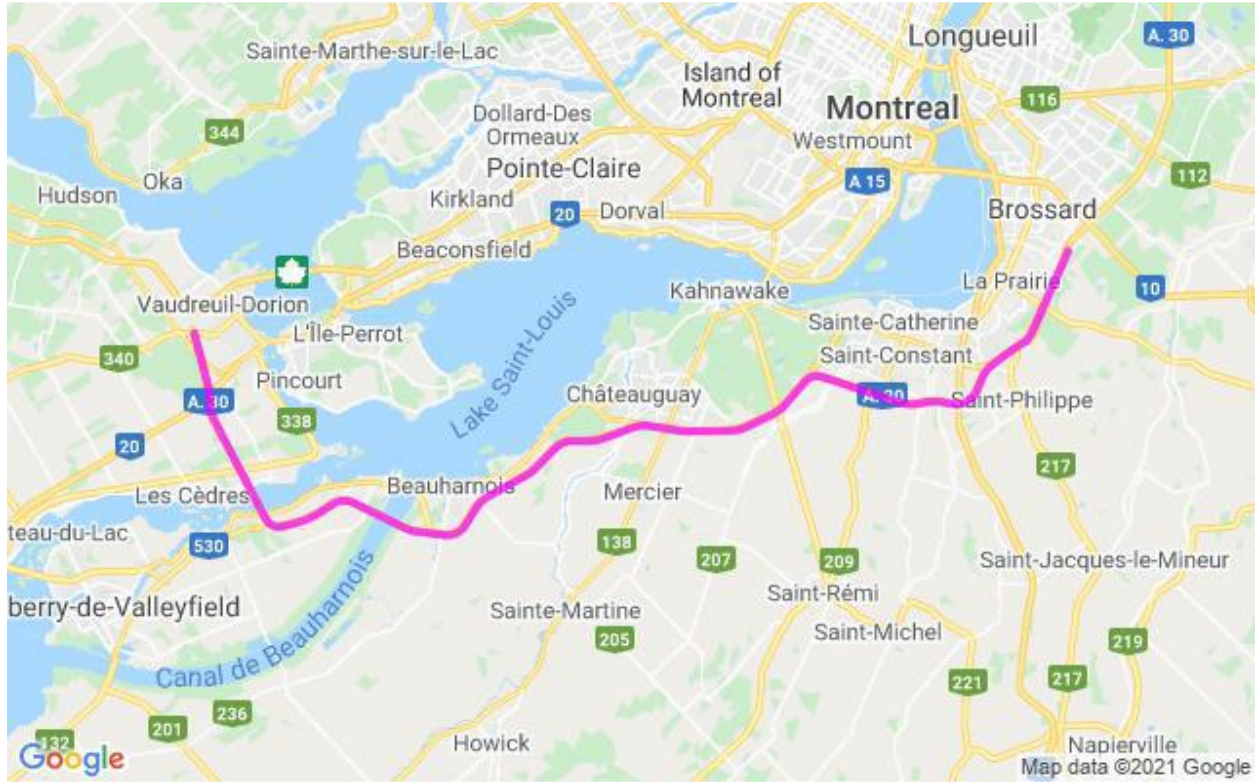 Longueuil
A. 30
Sainte-Marthe-sur-le-Lac
Island of
Montreal
116
Dollard-Des
Ormeaux
Montreal
344
Westmount
Pointe-Claire
Oka
A 15
112
Hudson
Kirkland
20
Dorval
Brossard
Beaconsfield
La Prairie
10
Kahnawake
Vaudreuil-Dorion
Sainte-Catherine
L'Île-Perrot
340
Saint-Constant
Pincourt
Lake Saint-Louis
Châteauguay
A. 30
A. 30
Saint-Philippe
338
20
217
Beauharnois
Les Cèdres
Mercier
teau-du-Lac
530
138
207
209
Saint-Jacques-le-Mineur
berry-de-Valleyfield
Sainte-Martine
Saint-Rémi
205
Saint-Michel
219
Canal de Beauharnois
221
217
236
201
132
Howick
Napierville
Google
Map data ©2021 Google